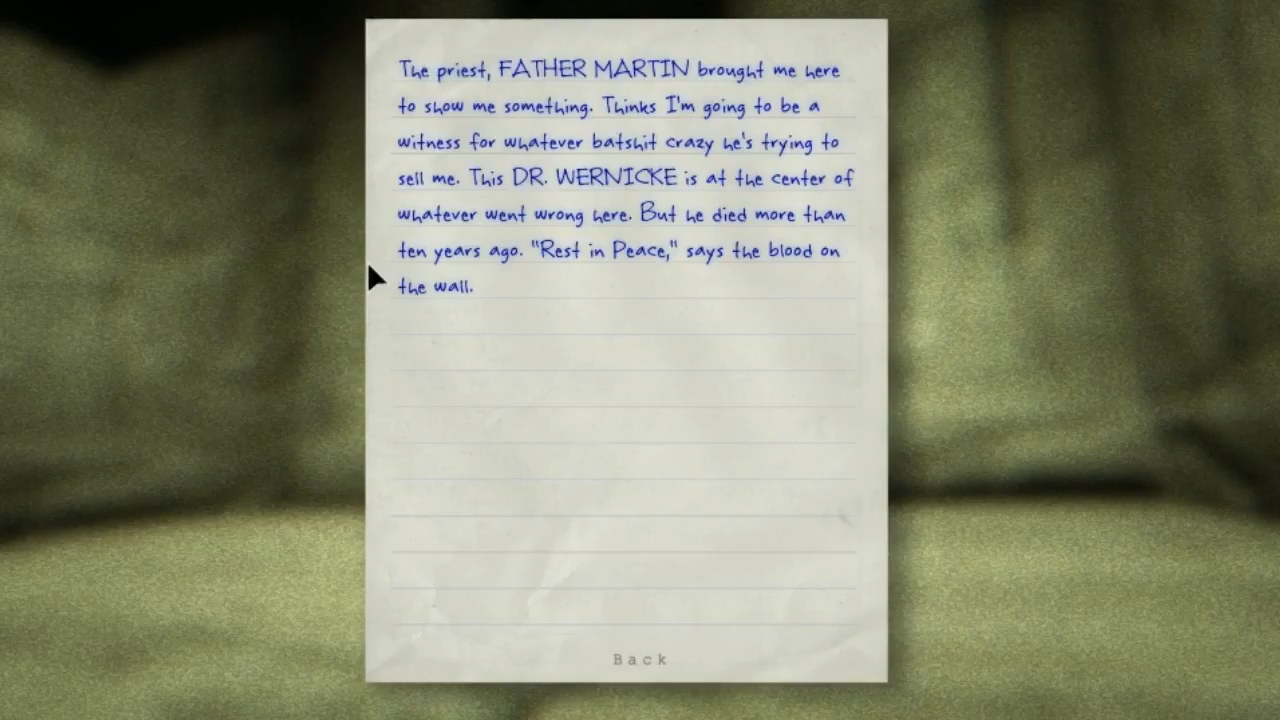 The priest, FATHER MARTIN brought me here
to show me something. Thinks I'm going to be a
witness for whatever batshit crazy he's trying to
sell me. This DR. WERNICKE is at the center of
whatever went wrong here. But he died more than
ten years ago. "Rest in Peace," says the blood on
the wall.
Back